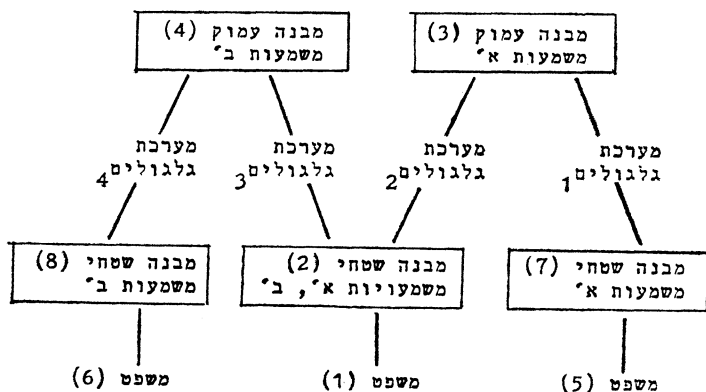 מבנה עמוק (3)
משמעות א'
מבנה עמוק (4)
משמעות ב'
מערכת
גלגולים1
מערכת
גלגולים2
מערכת
גלגולים3
מערכת
גלגולים4
מבנה שטחי (7)
משמעות א'
מבנה שטחי (2)
משמעויות א', ב'
מבנה שטחי (8)
משמעות ב'
משפט (5)
משפט (1)
משפט (6)